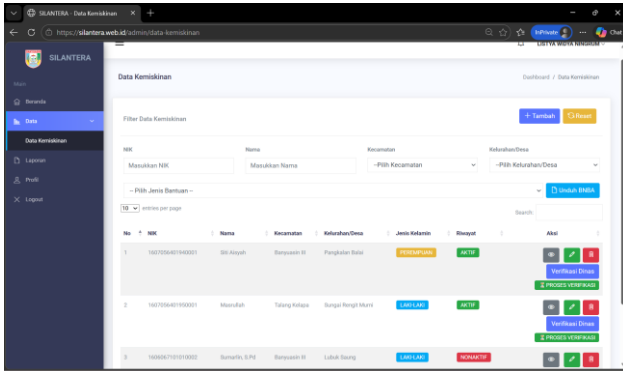 SILANTERA - Data Kemiskinan
https://silantera.web.id/admin/data-kemiskinan
InPrivate
Chat
SILANTERA
LISTYA WIDYA NINGRUM
Main
Beranda
Data
Data Kemiskinan
Laporan
Profil
Logout
Data Kemiskinan
Dashboard / Data Kemiskinan
Filter Data Kemiskinan
+ Tambah
Reset
NIK
Nama
Kecamatan
Kelurahan/Desa
Masukkan NIK
Masukkan Nama
--Pilih Kecamatan
--Pilih Kelurahan/Desa
-- Pilih Jenis Bantuan --
Unduh BNBA
10 entries per page
Search:
No NIK Nama Kecamatan Kelurahan/Desa Jenis Kelamin Riwayat Aksi
1 1607056401940001 Siti Aisyah Banyuasin III Pangkalan Balai PEREMPUAN AKTIF
Verifikasi Dinas
PROSES VERIFIKASI
2 1607056401950001 Masrullah Talang Kelapa Sungai Rengit Murni LAKI-LAKI AKTIF
Verifikasi Dinas
PROSES VERIFIKASI
3 1606067101010002 Sumarlin, S.Pd Banyuasin III Lubuk Saung LAKI-LAKI NONAKTIF